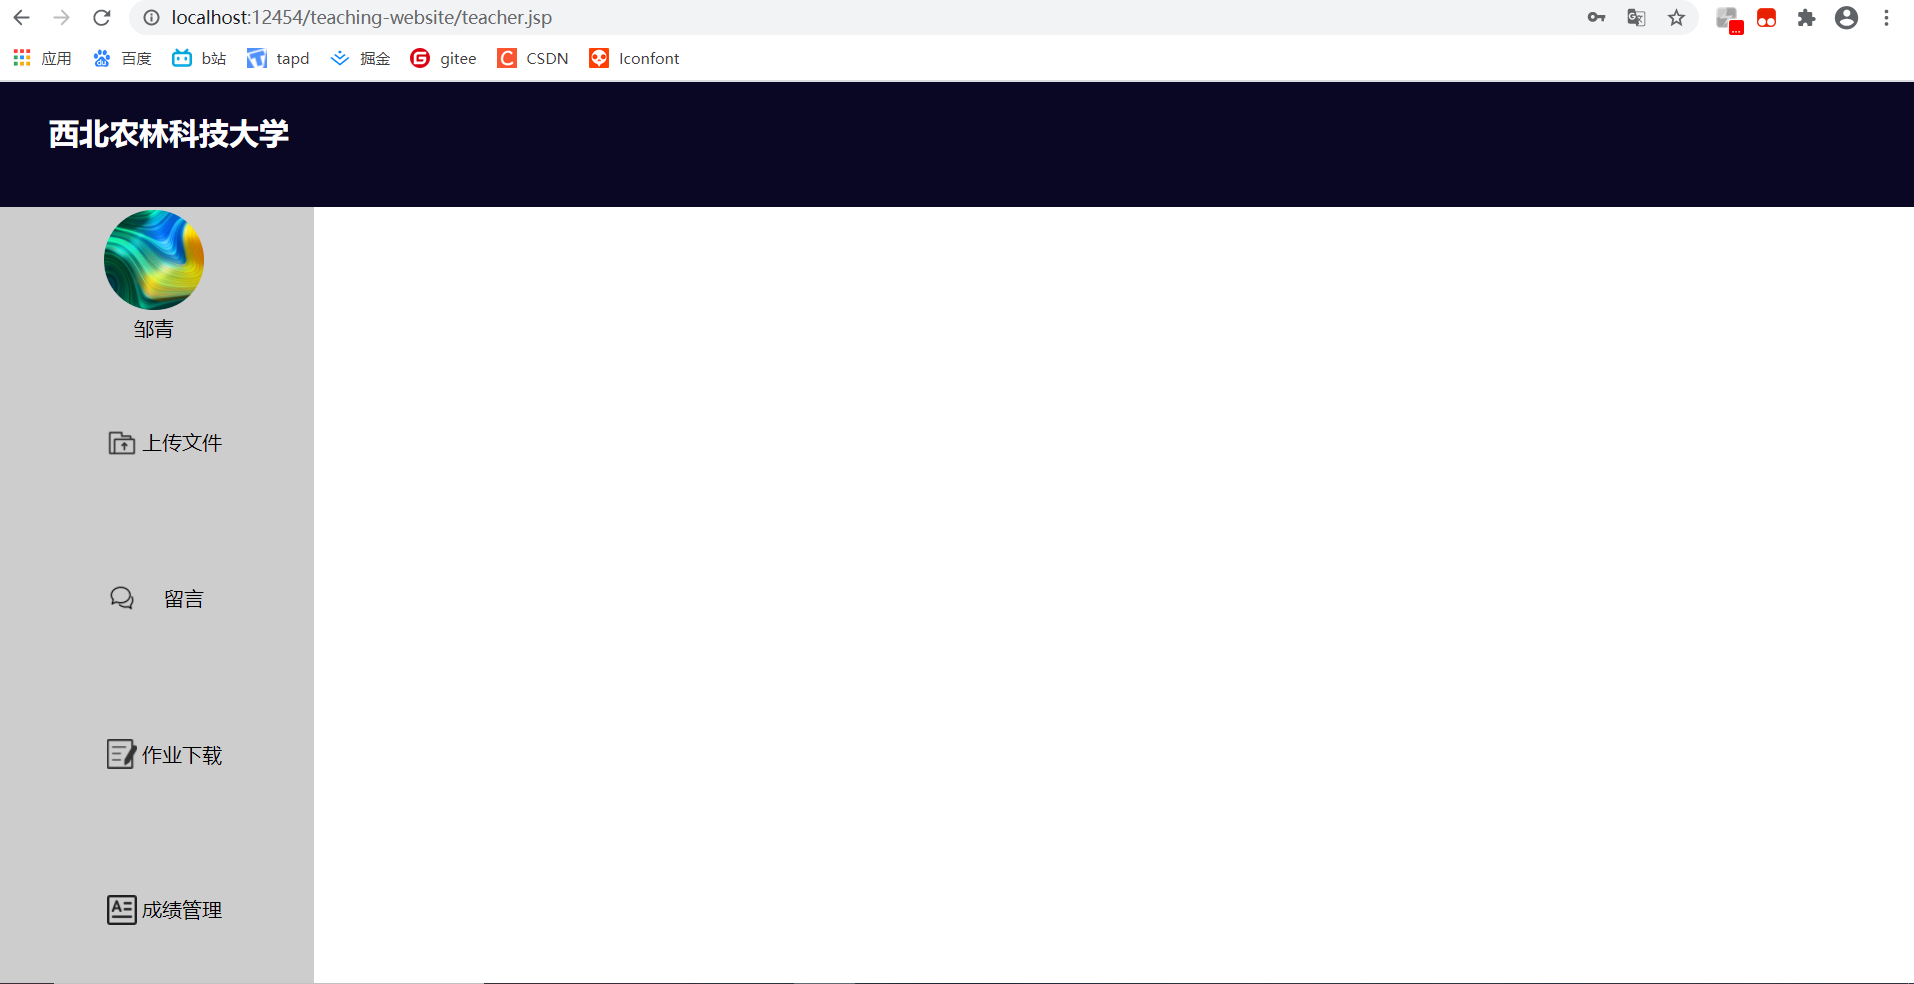 localhost:12454/teaching-website/teacher.jsp
应用 百度 b站 tapd 掘金 gitee CSDN Iconfont
西北农林科技大学
邹青
上传文件
留言
作业下载
成绩管理